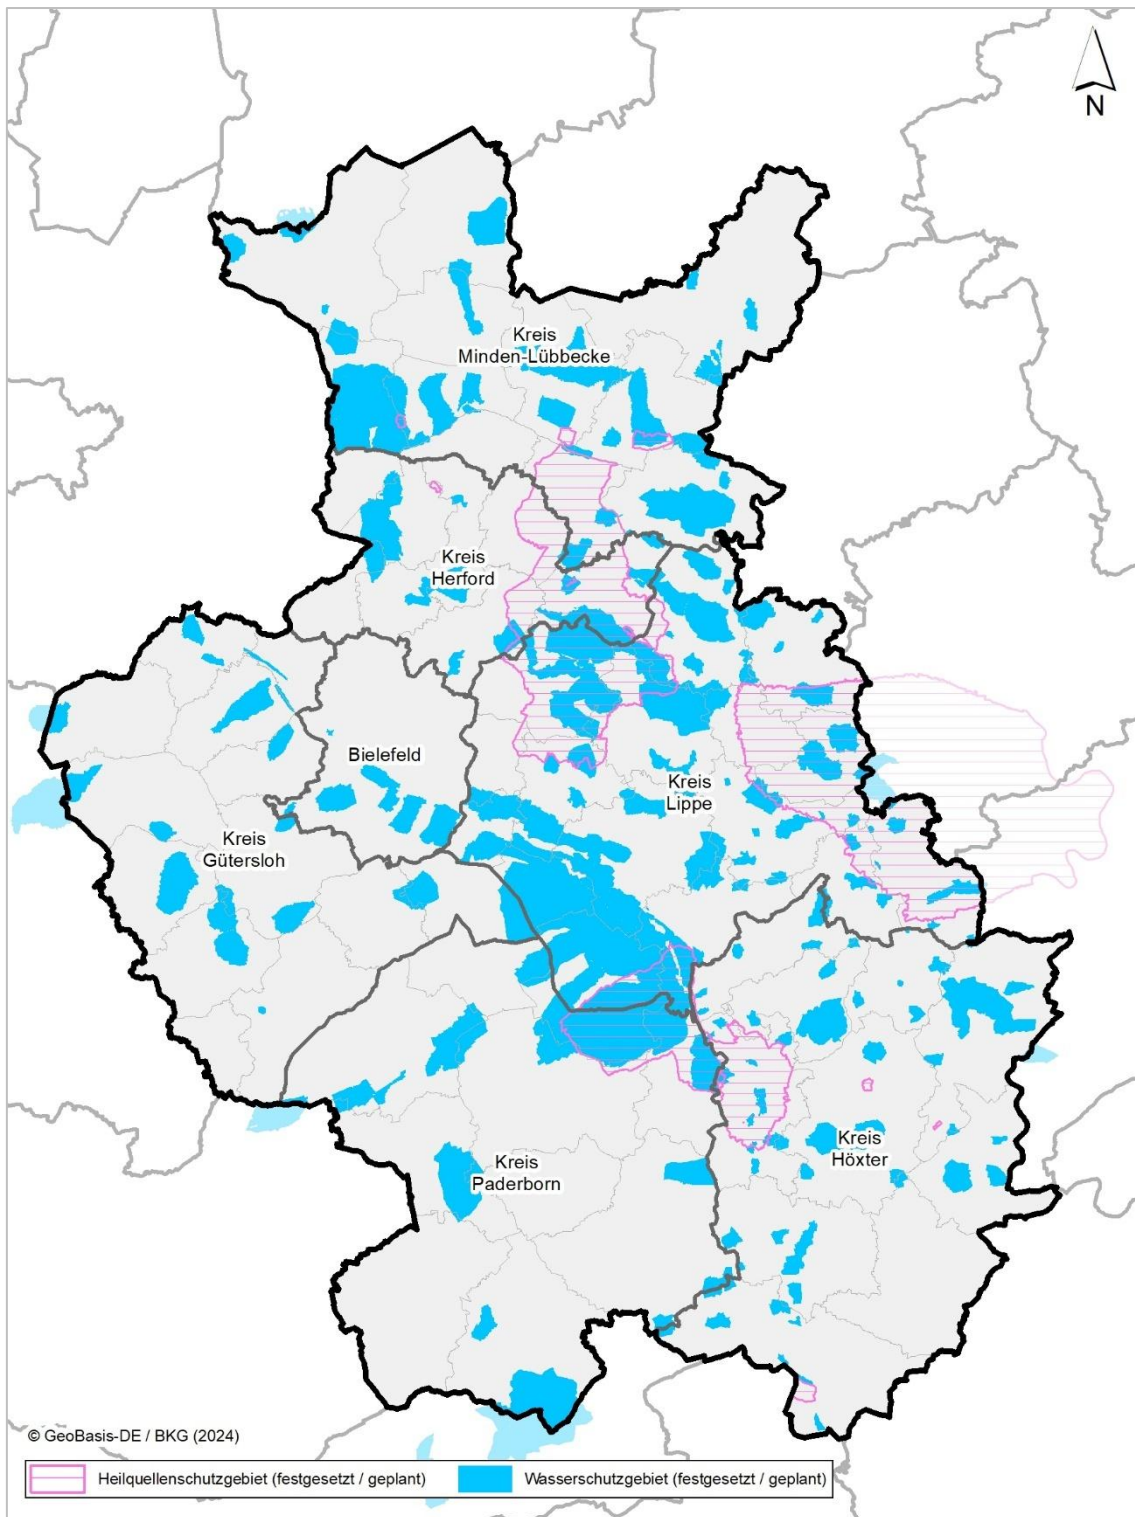 N
Kreis
Minden-Lübbecke
Kreis
Herford
Bielefeld
Kreis
Lippe
Kreis
Gütersloh
Kreis
Höxter
Kreis
Paderborn
© GeoBasis-DE / BKG (2024)
Heilquellenschutzgebiet (festgesetzt / geplant) Wasserschutzgebiet (festgesetzt / geplant)